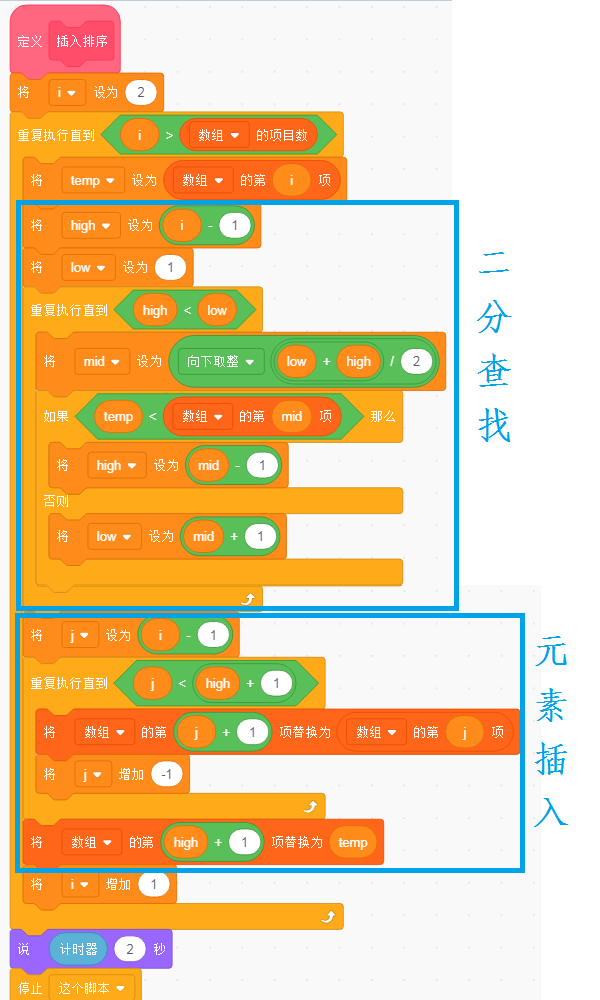 定义 插入排序
将 i 设为 2
重复执行直到 i > 数组 的项目数
将 temp 设为 数组 的第 i 项
将 high 设为 i - 1
将 low 设为 1
重复执行直到 high < low
将 mid 设为 向下取整 low + high / 2
如果 temp < 数组 的第 mid 项 那么
将 high 设为 mid - 1
否则
将 low 设为 mid + 1
二分查找
将 j 设为 i - 1
重复执行直到 j < high + 1
将 数组 的第 j + 1 项替换为 数组 的第 j 项
将 j 增加 -1
将 数组 的第 high + 1 项替换为 temp
元素插入
将 i 增加 1
说 计时器 2 秒
停止 这个脚本